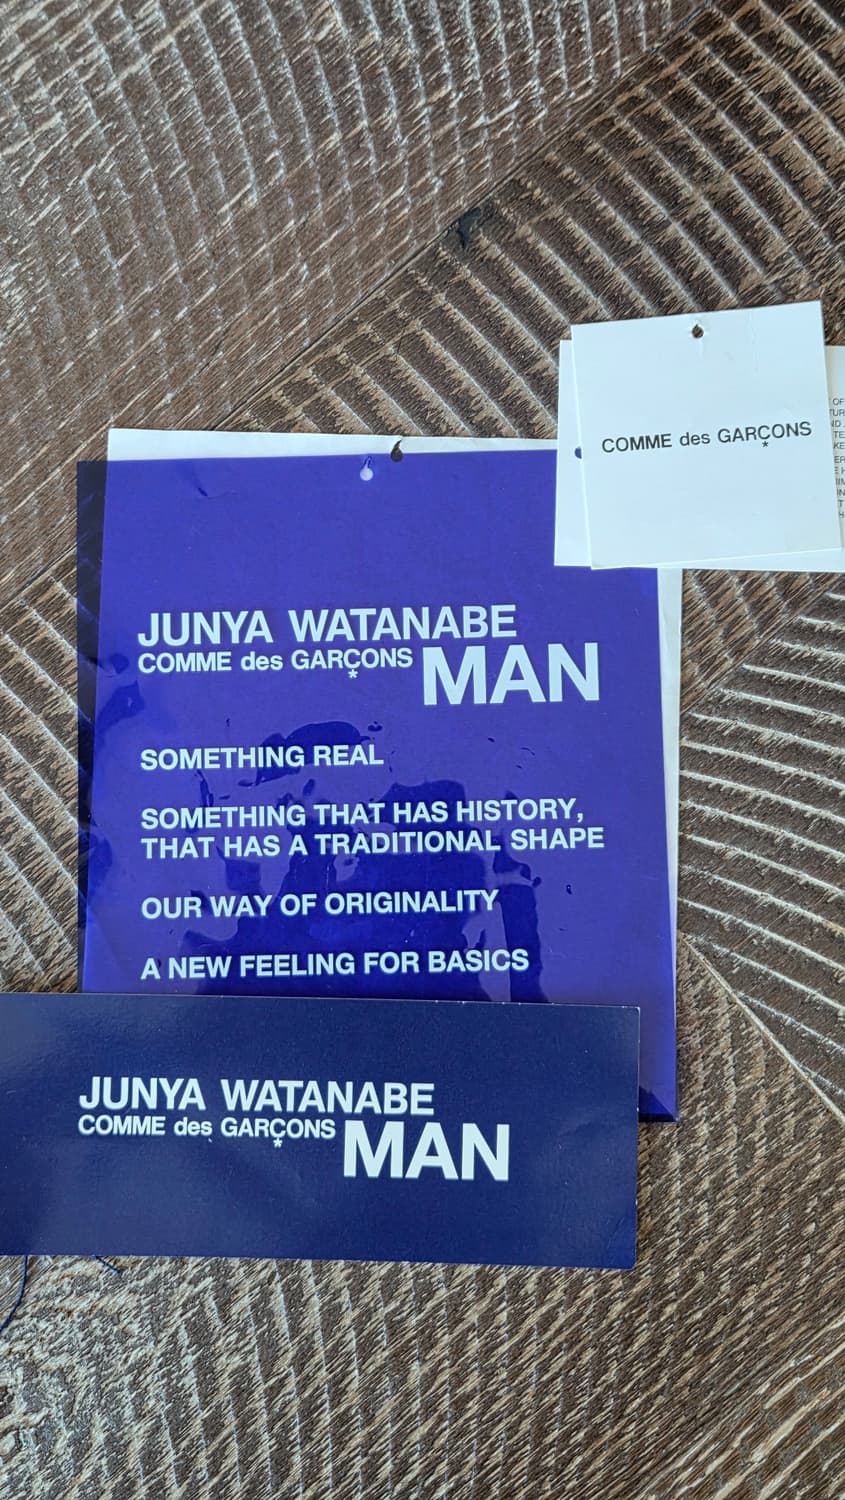 COMME des GARÇONS
*
JUNYA WATANABE
COMME des GARÇONS MAN
*
SOMETHING REAL
SOMETHING THAT HAS HISTORY,
THAT HAS A TRADITIONAL SHAPE
OUR WAY OF ORIGINALITY
A NEW FEELING FOR BASICS
JUNYA WATANABE
COMME des GARÇONS MAN
*